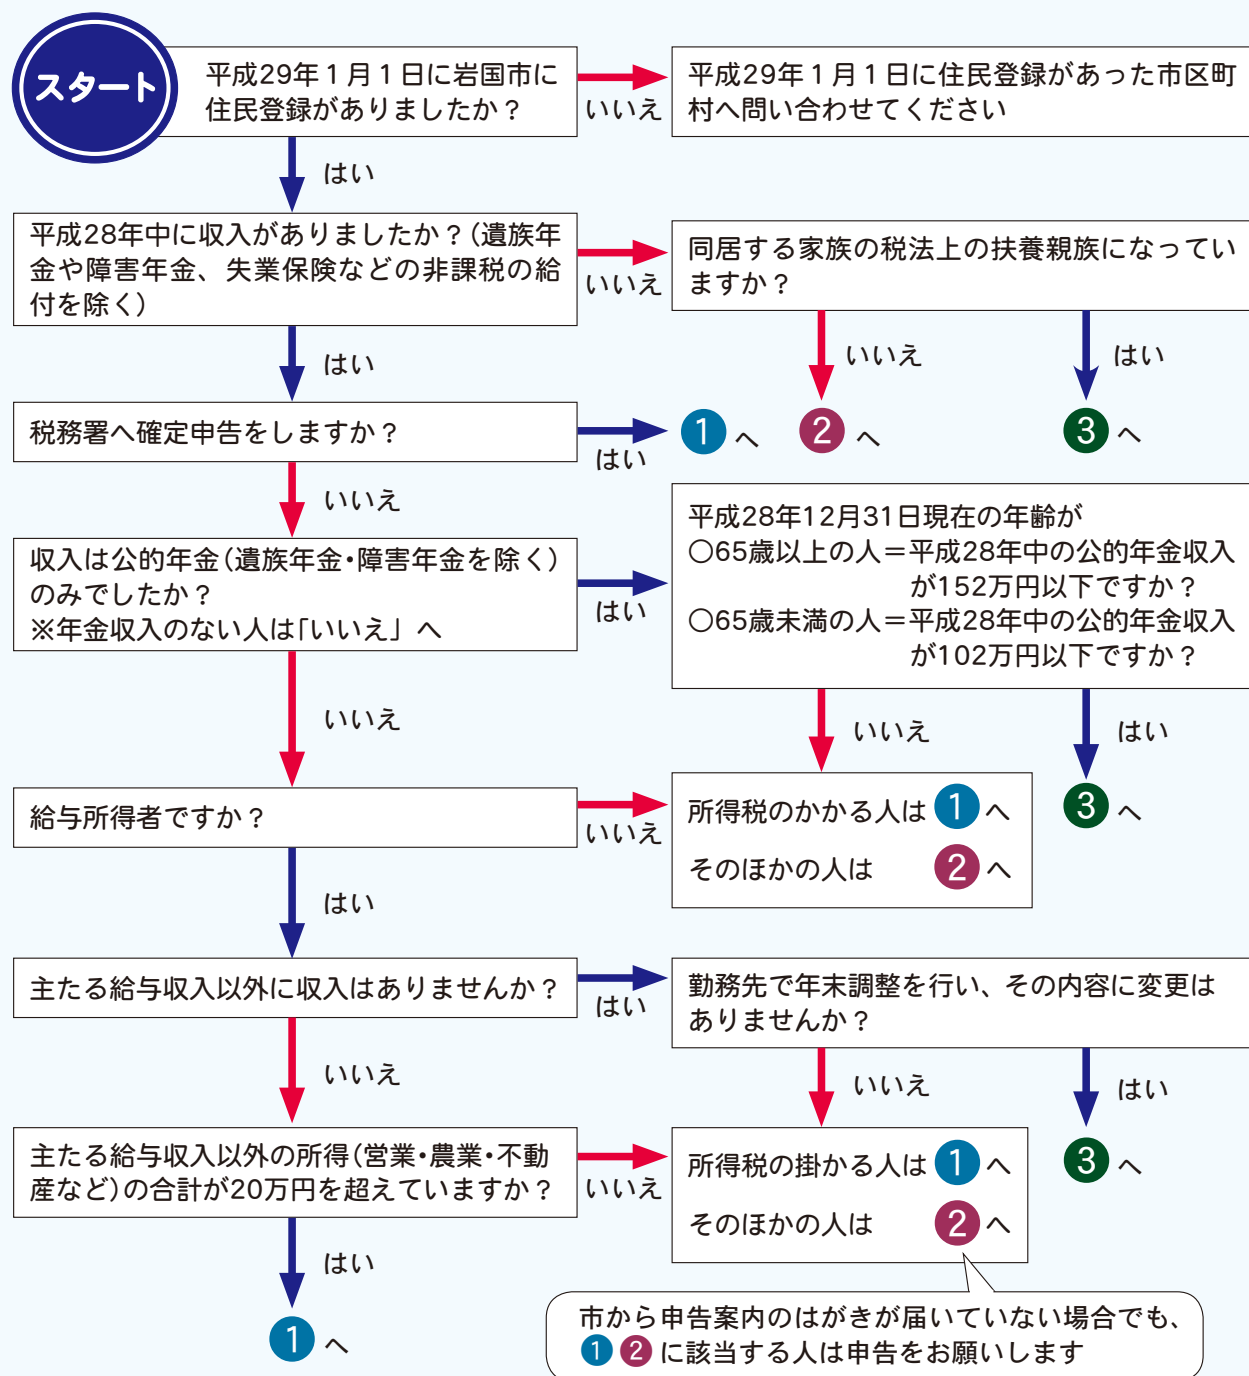 スタート
平成29年1月1日に岩国市に
住民登録がありましたか？
いいえ
平成29年1月1日に住民登録があった市区町
村へ問い合わせてください
はい
平成28年中に収入がありましたか？（遺族年
金や障害年金、失業保険などの非課税の給
付を除く）
いいえ
同居する家族の税法上の扶養親族になってい
ますか？
はい
いいえ
はい
税務署へ確定申告をしますか？
はい
1 へ
2 へ
3 へ
いいえ
収入は公的年金（遺族年金・障害年金を除く）
のみでしたか？
※年金収入のない人は「いいえ」へ
はい
平成28年12月31日現在の年齢が
○65歳以上の人＝平成28年中の公的年金収入
が152万円以下ですか？
○65歳未満の人＝平成28年中の公的年金収入
が102万円以下ですか？
いいえ
いいえ
はい
給与所得者ですか？
いいえ
所得税のかかる人は 1 へ
そのほかの人は 2 へ
3 へ
はい
主たる給与収入以外に収入はありませんか？
はい
勤務先で年末調整を行い、その内容に変更は
ありませんか？
いいえ
いいえ
はい
主たる給与収入以外の所得（営業・農業・不動
産など）の合計が20万円を超えていますか？
いいえ
所得税の掛かる人は 1 へ
そのほかの人は 2 へ
3 へ
はい
1 へ
市から申告案内のはがきが届いていない場合でも、
1 2 に該当する人は申告をお願いします